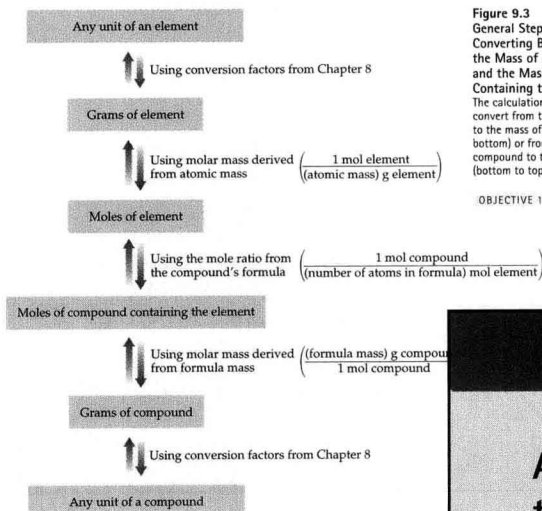 Any unit of an element
Using conversion factors from Chapter 8
Grams of element
Using molar mass derived
from atomic mass
1 mol element
(atomic mass) g element
Moles of element
Using the mole ratio from
the compound's formula
1 mol compound
(number of atoms in formula) mol element
Moles of compound containing the element
Using molar mass derived
from formula mass
(formula mass) g compou
1 mol compound
Grams of compound
Using conversion factors from Chapter 8
Any unit of a compound
Figure 9.3
General Step
Converting B
the Mass of
and the Mas
Containing t
The calculation
convert from t
to the mass of
bottom) or fro
compound to t
(bottom to top
OBJECTIVE 1